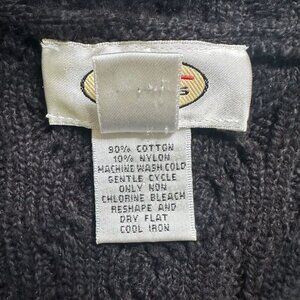 90% COTTON
10% NYLON
MACHINE WASH COLD
GENTLE CYCLE
ONLY NON
CHLORINE BLEACH
RESHAPE AND
DRY FLAT
COOL IRON